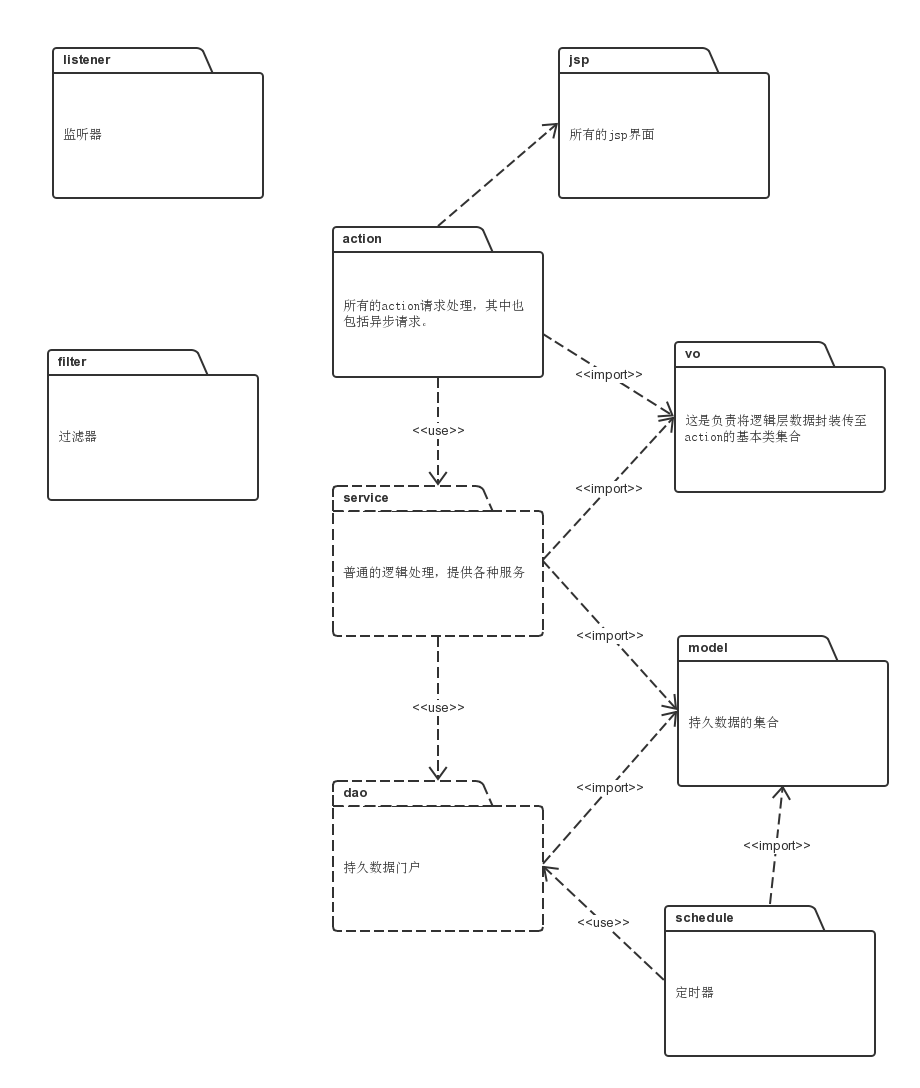 listener
监听器
jsp
所有的jsp界面
action
所有的action请求处理，其中也
包括异步请求。
filter
过滤器
<<import>>
vo
这是负责将逻辑层数据封装传至
action的基本类集合
<<use>>
<<import>>
service
普通的逻辑处理，提供各种服务
<<import>>
model
持久数据的集合
<<use>>
<<import>>
dao
持久数据门户
<<import>>
<<use>>
schedule
定时器